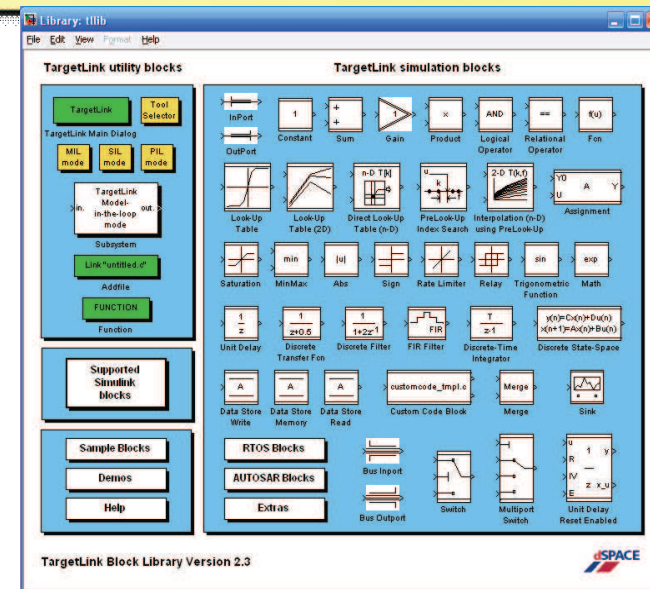 Library: tllib
File Edit View Format Help
TargetLink utility blocks
TargetLink simulation blocks
TargetLink
Tool
Selector
TargetLink Main Dialog
MIL
mode
SIL
mode
PIL
mode
TargetLink
Model-
in-the-loop
mode
in.
out.
Subsystem
Link "untitled.c"
Addfile
FUNCTION
Function
Supported
Simulink
blocks
Sample Blocks
Demos
Help
InPort
OutPort
1
Constant
+
+
Sum
1
Gain
x
Product
AND
Logical
Operator
==
Relational
Operator
f(u)
Fcn
Look-Up
Table
Look-Up
Table (2D)
n-D T[k]
Direct Look-Up
Table (n-D)
u
k
f
PreLook-Up
Index Search
2-D T(k,f)
Interpolation (n-D)
using PreLook-Up
Y0
U
A
Y
Assignment
Saturation
min
MinMax
|u|
Abs
Sign
Rate Limiter
Relay
sin
Trigonometric
Function
exp
Math
1
z
Unit Delay
1
z+0.5
Discrete
Transfer Fcn
1
1+2z-1
Discrete Filter
FIR
FIR Filter
T
z-1
Discrete-Time
Integrator
y(n)=Cx(n)+Du(n)
x(n+1)=Ax(n)+Bu(n)
Discrete State-Space
A
Data Store
Write
A
Data Store
Memory
A
Data Store
Read
customcode_tmpl.c
Custom Code Block
Merge
Merge
Sink
RTOS Blocks
AUTOSAR Blocks
Extras
Bus Inport
Bus Outport
Switch
Multiport
Switch
u
R
IV
E
1
z
y
x_u
Unit Delay
Reset Enabled
TargetLink Block Library Version 2.3
dSPACE